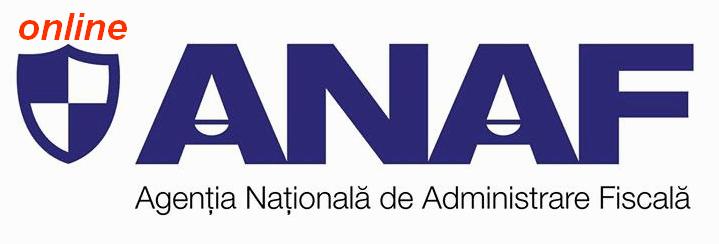 online
ANAF
Agenția Națională de Administrare Fiscală